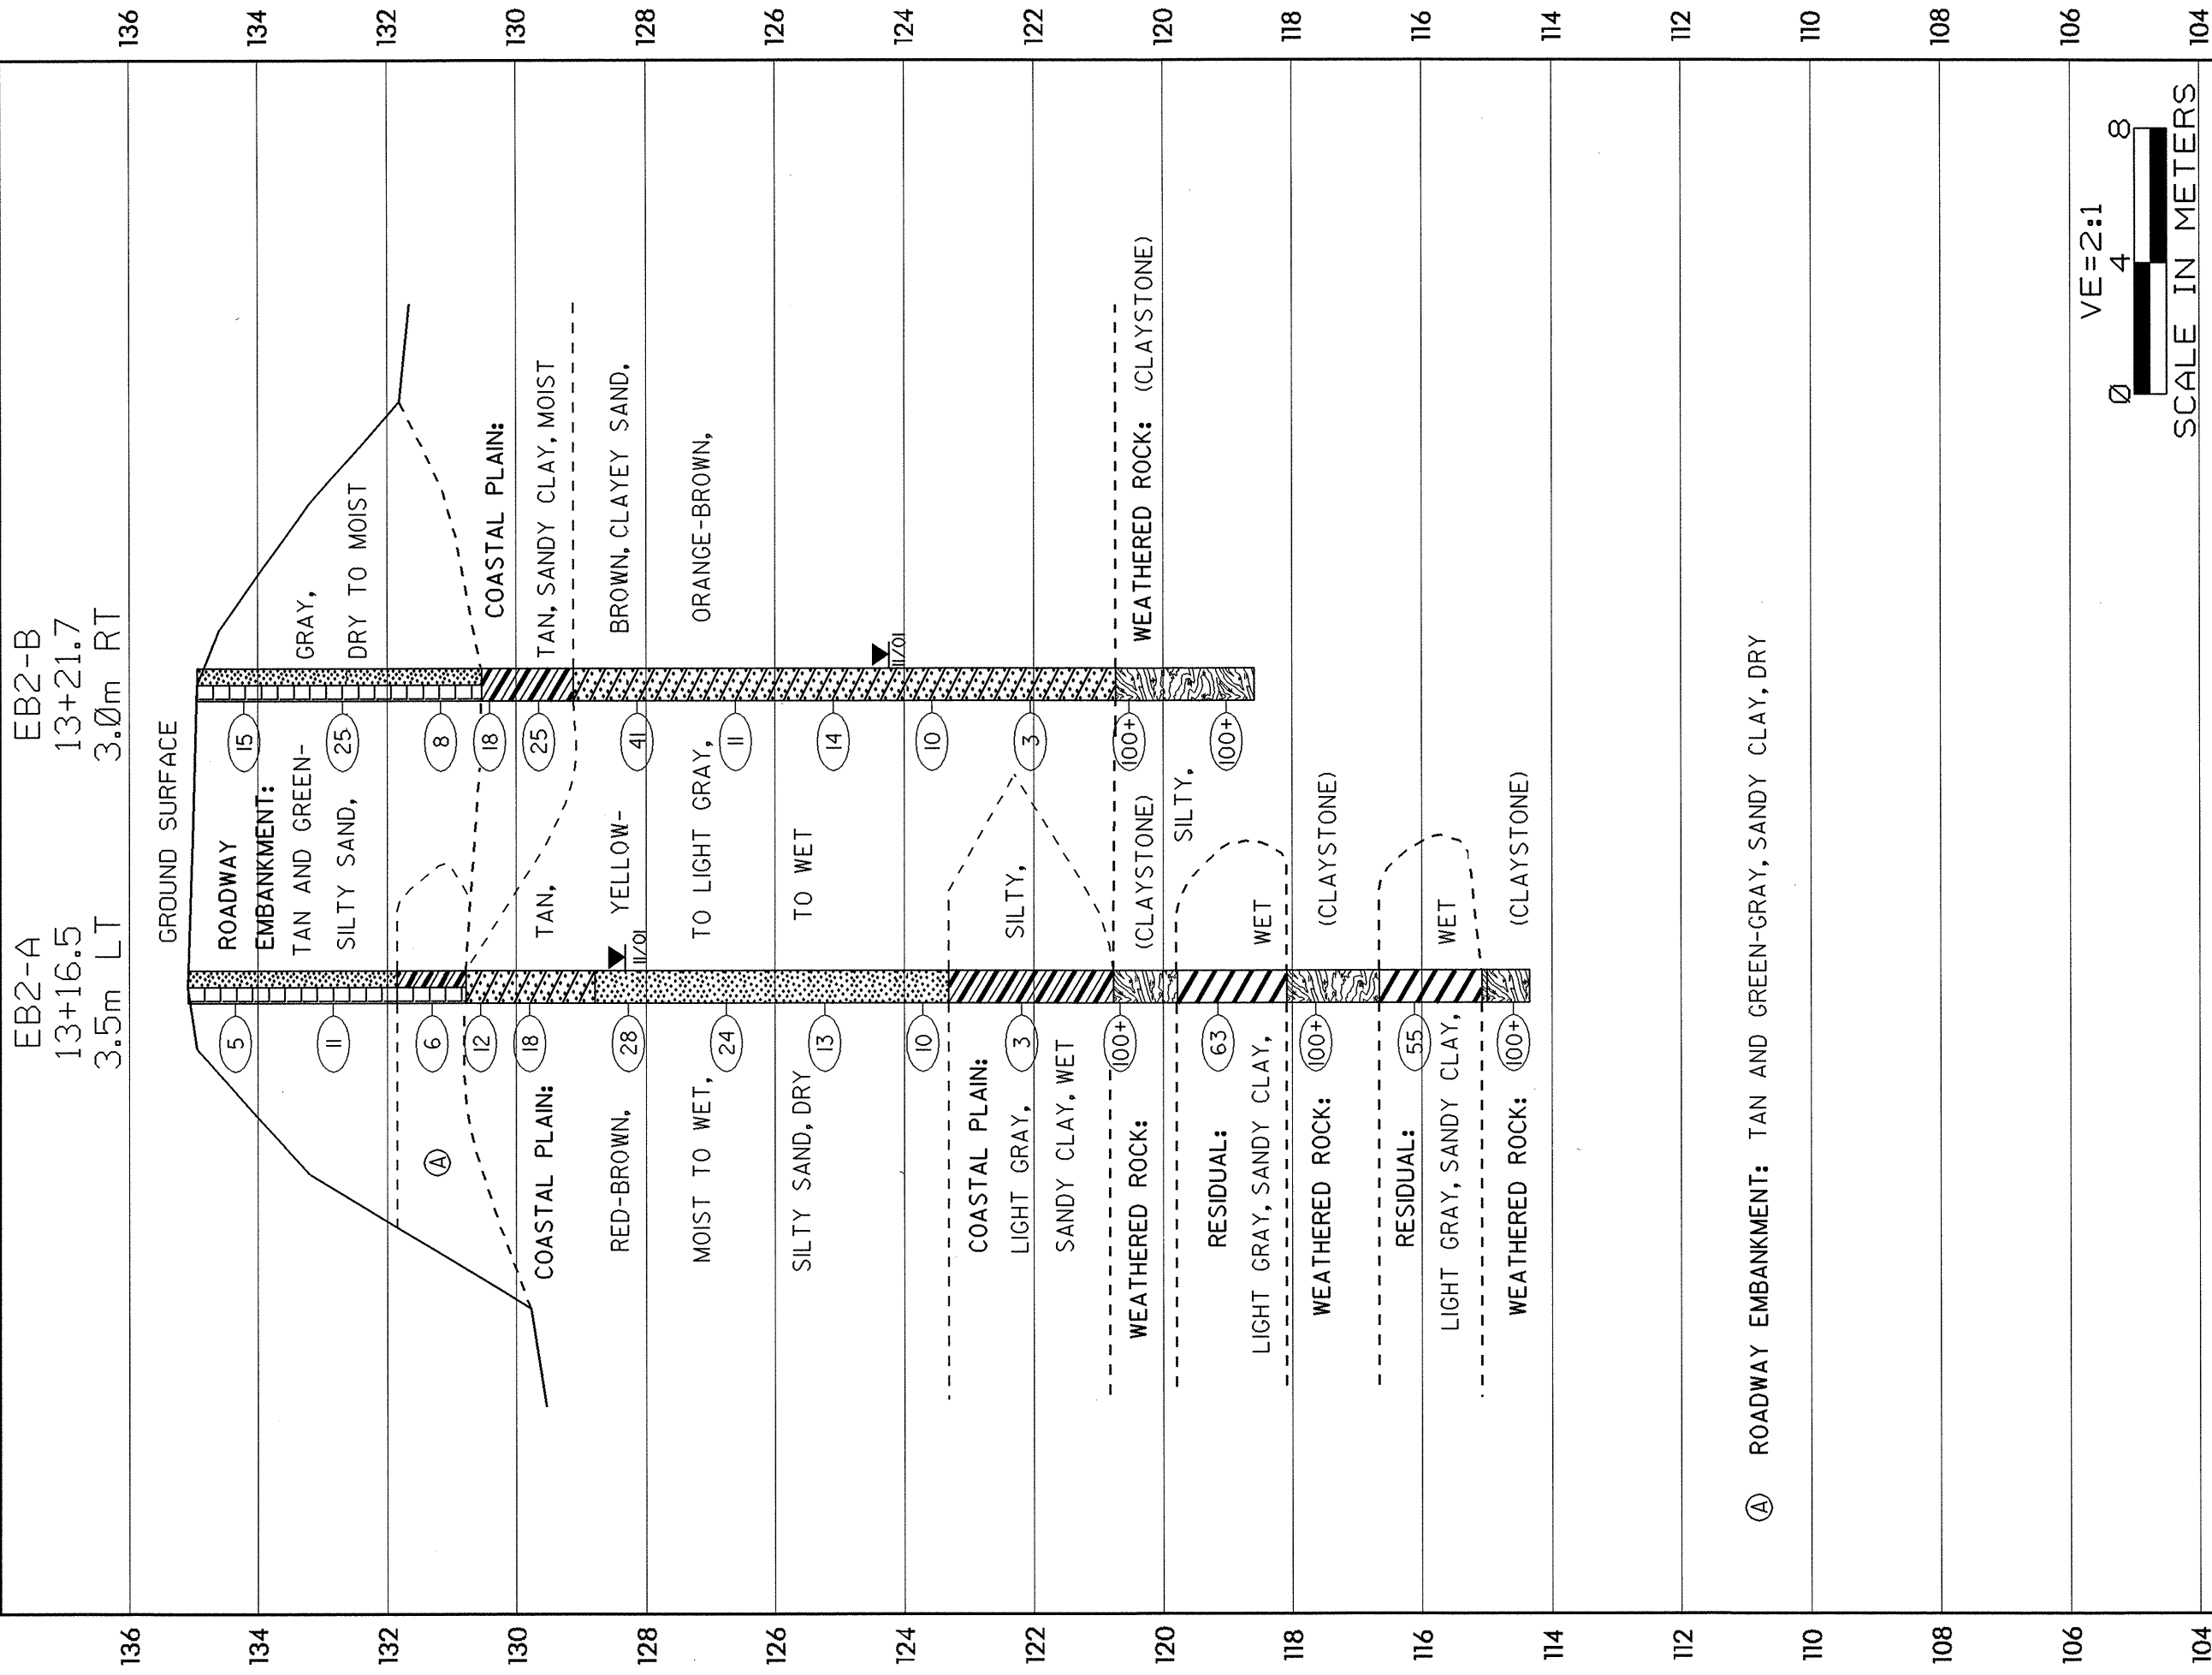 EB2-A
13+16.5
3.5m LT
EB2-B
13+21.7
3.0m RT
136
136
GROUND SURFACE
134
134
ROADWAY
EMBANKMENT:
TAN AND GREEN-
GRAY,
SILTY SAND,
DRY TO MOIST
5
15
11
25
132
132
6
8
A
12
18
COASTAL PLAIN:
130
130
18
25
COASTAL PLAIN:
TAN,
TAN, SANDY CLAY, MOIST
28
41
RED-BROWN,
YELLOW-
BROWN, CLAYEY SAND,
11/01
128
128
24
11
MOIST TO WET,
TO LIGHT GRAY,
ORANGE-BROWN,
126
126
13
14
SILTY SAND, DRY
TO WET
11/01
124
124
10
10
COASTAL PLAIN:
LIGHT GRAY,
SILTY,
SANDY CLAY, WET
3
3
122
122
100+
100+
WEATHERED ROCK:
(CLAYSTONE)
WEATHERED ROCK: (CLAYSTONE)
120
120
63
100+
RESIDUAL:
SILTY,
LIGHT GRAY, SANDY CLAY,
WET
118
118
100+
WEATHERED ROCK:
(CLAYSTONE)
116
116
55
RESIDUAL:
LIGHT GRAY, SANDY CLAY,
WET
100+
WEATHERED ROCK:
(CLAYSTONE)
114
114
112
112
A ROADWAY EMBANKMENT: TAN AND GREEN-GRAY, SANDY CLAY, DRY
110
110
108
108
106
106
VE=2:1
0 4 8
SCALE IN METERS
104
104